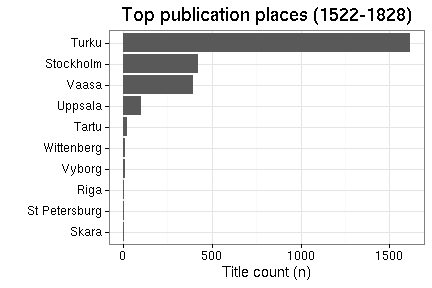 Top publication places (1522-1828)
Turku
Stockholm
Vaasa
Uppsala
Tartu
Wittenberg
Vyborg
Riga
St Petersburg
Skara
0 500 1000 1500
Title count (n)